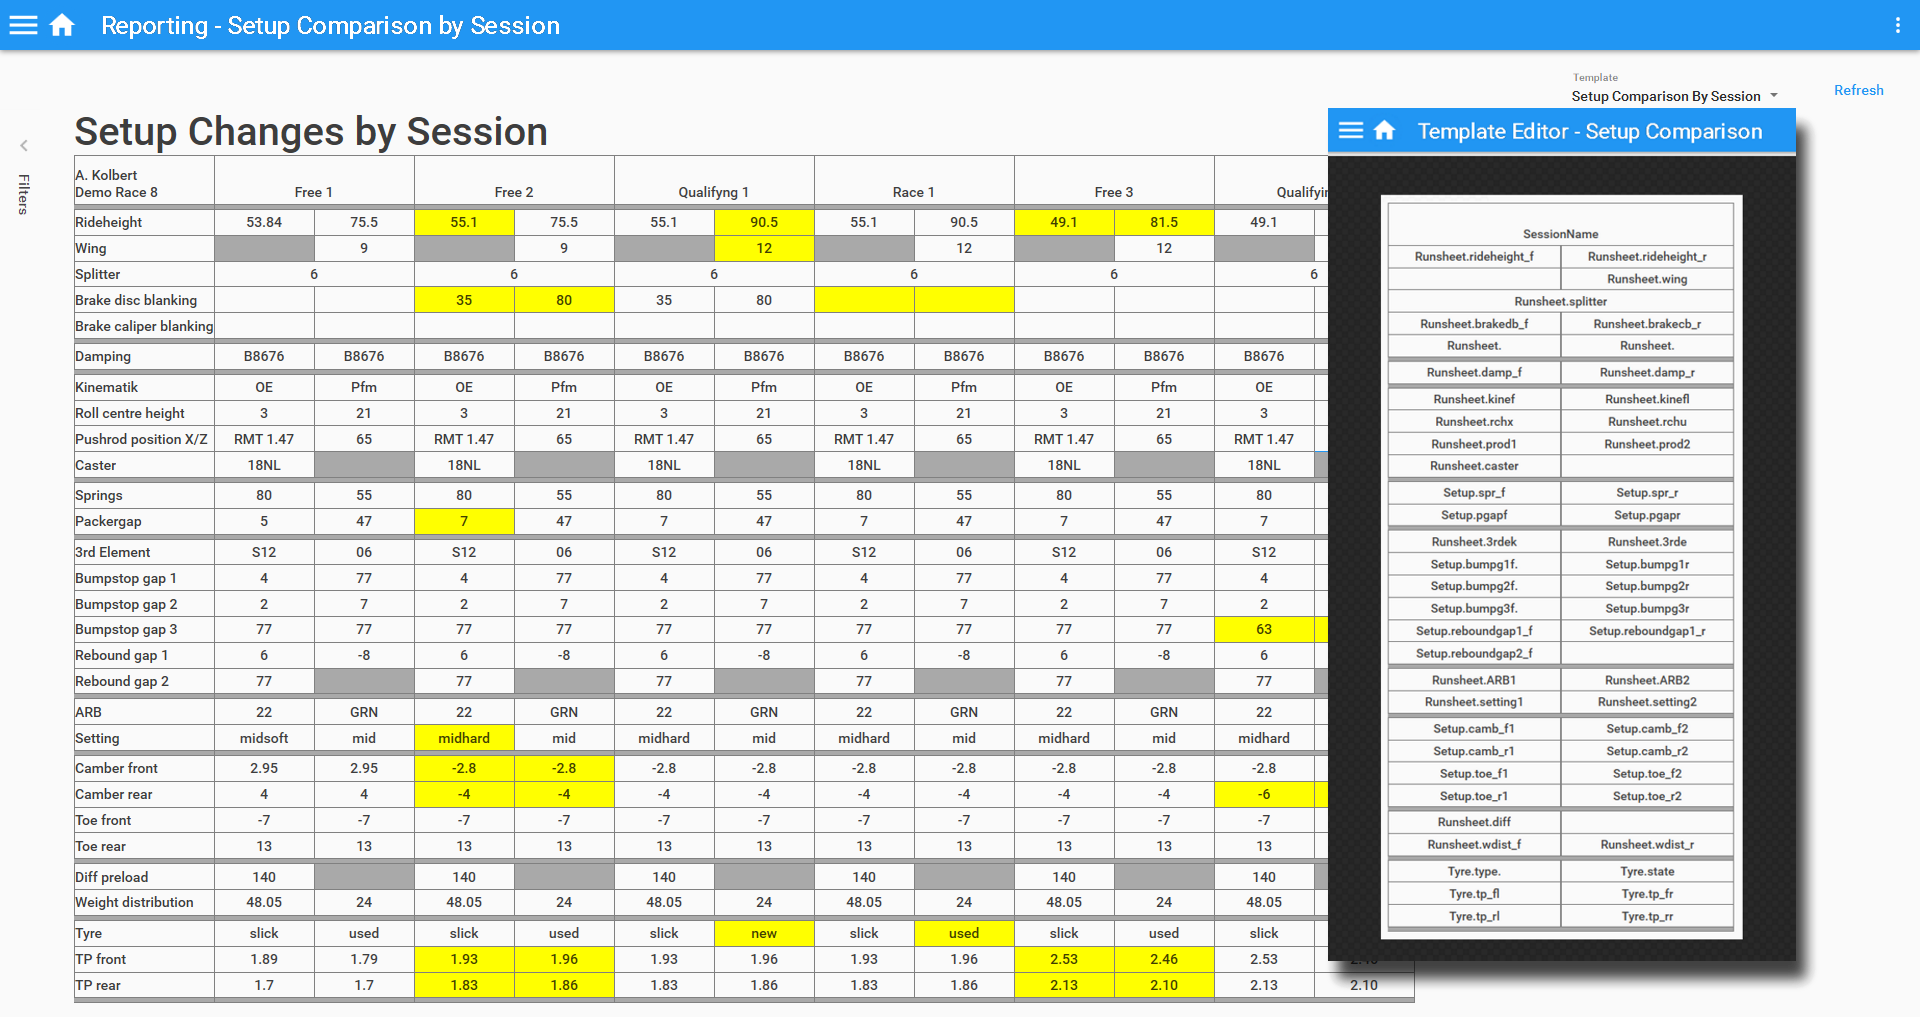 Reporting - Setup Comparison by Session
Template
Setup Comparison By Session
Refresh
Filters
Setup Changes by Session
A. Kolbert
Demo Race 8 Free 1 Free 2 Qualifyng 1 Race 1 Free 3
Rideheight 53.84 75.5 55.1 75.5 55.1 90.5 55.1 90.5 49.1 81.5 49.1
Wing 9 9 12 12 12
Splitter 6 6 6 6 6 6
Brake disc blanking 35 80 35 80
Brake caliper blanking
Damping B8676 B8676 B8676 B8676 B8676 B8676 B8676 B8676 B8676 B8676 B8676
Kinematik OE Pfm OE Pfm OE Pfm OE Pfm OE Pfm OE
Roll centre height 3 21 3 21 3 21 3 21 3 21 3
Pushrod position X/Z RMT 1.47 65 RMT 1.47 65 RMT 1.47 65 RMT 1.47 65 RMT 1.47 65 RMT 1.47
Caster 18NL 18NL 18NL 18NL 18NL 18NL
Springs 80 55 80 55 80 55 80 55 80 55 80
Packergap 5 47 7 47 7 47 7 47 7 47 7
3rd Element S12 06 S12 06 S12 06 S12 06 S12 06 S12
Bumpstop gap 1 4 77 4 77 4 77 4 77 4 77 4
Bumpstop gap 2 2 7 2 7 2 7 2 7 2 7 2
Bumpstop gap 3 77 77 77 77 77 77 77 77 77 77 63
Rebound gap 1 6 -8 6 -8 6 -8 6 -8 6 -8 6
Rebound gap 2 77 77 77 77 77 77
ARB 22 GRN 22 GRN 22 GRN 22 GRN 22 GRN 22
Setting midsoft mid midhard mid midhard mid midhard mid midhard mid midhard
Camber front 2.95 2.95 -2.8 -2.8 -2.8 -2.8 -2.8 -2.8 -2.8 -2.8 -2.8
Camber rear 4 4 -4 -4 -4 -4 -4 -4 -4 -4 -6
Toe front -7 -7 -7 -7 -7 -7 -7 -7 -7 -7 -7
Toe rear 13 13 13 13 13 13 13 13 13 13 13
Diff preload 140 140 140 140 140 140
Weight distribution 48.05 24 48.05 24 48.05 24 48.05 24 48.05 24 48.05
Tyre slick used slick used slick new slick used slick used slick
TP front 1.89 1.79 1.93 1.96 1.93 1.96 1.93 1.96 2.53 2.46 2.53
TP rear 1.7 1.7 1.83 1.86 1.83 1.86 1.83 1.86 2.13 2.10 2.13 2.10
Template Editor - Setup Comparison
SessionName
Runsheet.rideheight_f Runsheet.rideheight_r
Runsheet.wing
Runsheet.splitter
Runsheet.brakedb_f Runsheet.brakecb_r
Runsheet. Runsheet.
Runsheet.damp_f Runsheet.damp_r
Runsheet.kinef Runsheet.kinefl
Runsheet.rchx Runsheet.rchu
Runsheet.prod1 Runsheet.prod2
Runsheet.caster
Setup.spr_f Setup.spr_r
Setup.pgapf Setup.pgapr
Runsheet.3rdek Runsheet.3rde
Setup.bumpg1f. Setup.bumpg1r
Setup.bumpg2f. Setup.bumpg2r
Setup.bumpg3f. Setup.bumpg3r
Setup.reboundgap1_f Setup.reboundgap1_r
Setup.reboundgap2_f
Runsheet.ARB1 Runsheet.ARB2
Runsheet.setting1 Runsheet.setting2
Setup.camb_f1 Setup.camb_f2
Setup.camb_r1 Setup.camb_r2
Setup.toe_f1 Setup.toe_f2
Setup.toe_r1 Setup.toe_r2
Runsheet.diff
Runsheet.wdist_f Runsheet.wdist_r
Tyre.type. Tyre.state
Tyre.tp_fl Tyre.tp_fr
Tyre.tp_rl Tyre.tp_rr